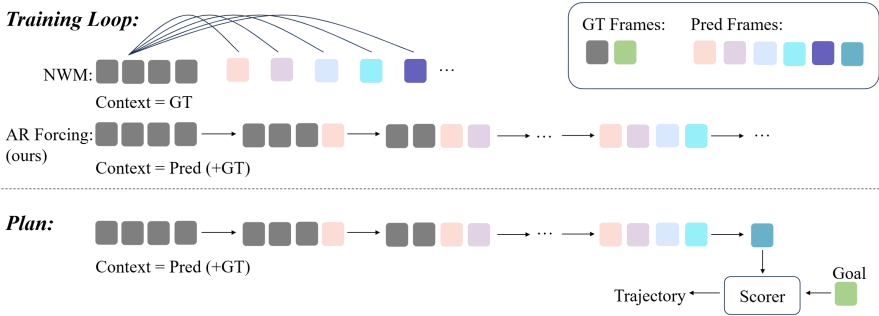 Training Loop:
GT Frames:
Pred Frames:
NWM:
...
Context = GT
AR Forcing:
(ours)
...
...
Context = Pred (+GT)
Plan:
...
Context = Pred (+GT)
Goal
Trajectory
Scorer